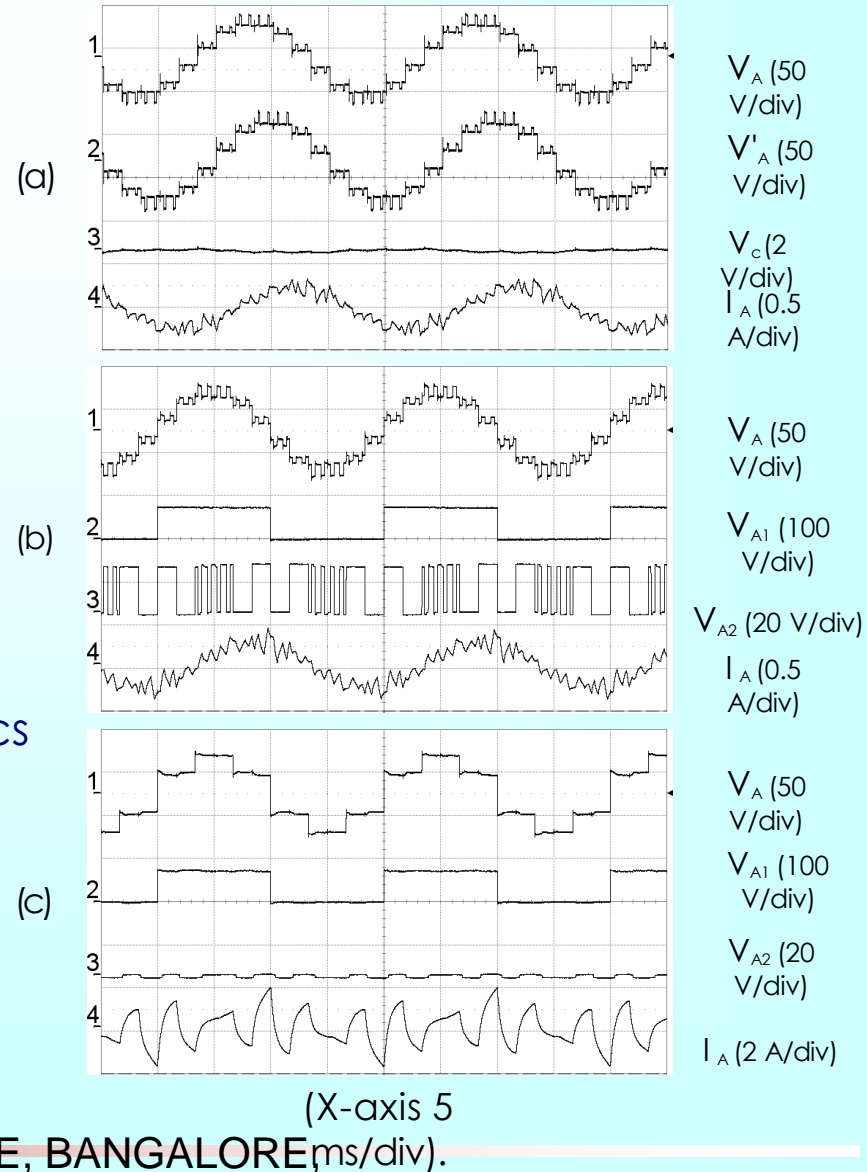 (a)
1
2
3
4
V_A (50
V/div)
V'_A (50
V/div)
V_c (2
V/div)
I_A (0.5
A/div)
(b)
1
2
3
4
V_A (50
V/div)
V_A1 (100
V/div)
V_A2 (20 V/div)
I_A (0.5
A/div)
cs
(c)
1
2
3
4
V_A (50
V/div)
V_A1 (100
V/div)
V_A2 (20
V/div)
I_A (2 A/div)
(X-axis 5
ms/div).
E, BANGALORE,